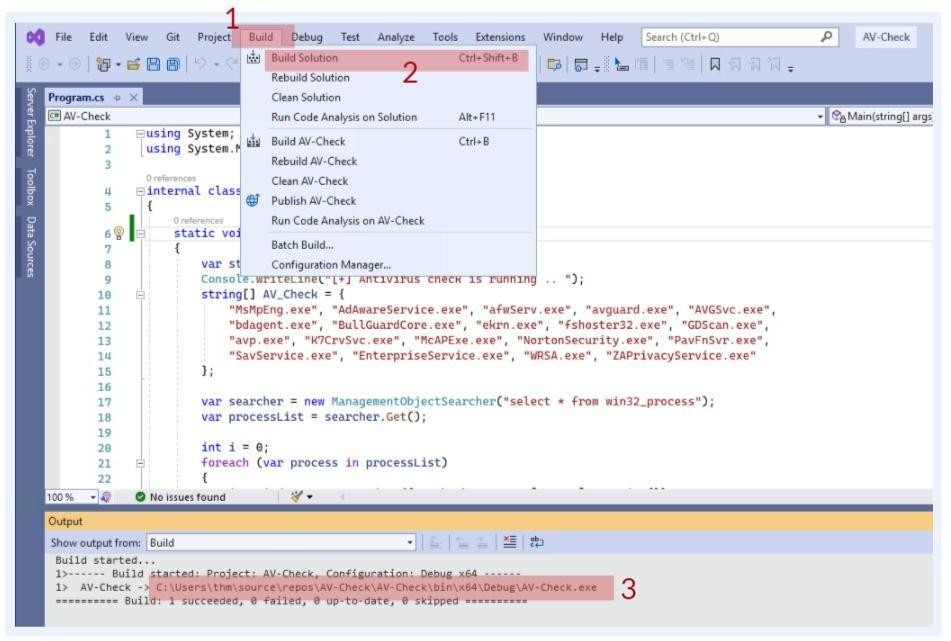 1
File Edit View Git Project Build Debug Test Analyze Tools Extensions Window Help Search (Ctrl+Q) AV-Check
Build Solution Ctrl+Shift+B
2
Rebuild Solution
Clean Solution
Run Code Analysis on Solution Alt+F11
Build AV-Check Ctrl+B
Rebuild AV-Check
Clean AV-Check
Publish AV-Check
Run Code Analysis on AV-Check
Batch Build...
Configuration Manager...
Server Explorer
Toolbox
Data Sources
Program.cs
C# AV-Check Main(string[] args
1 using System;
2 using System.M
3
0 references
4 internal class
5 {
0 references
6 static voi
7 {
8 var st
9 Console.WriteLine("[+] Antivirus check is running .. ");
10 string[] AV_Check = {
11 "MsMpEng.exe", "AdAwareService.exe", "afwServ.exe", "avguard.exe", "AVGSvc.exe",
12 "bdagent.exe", "BullGuardCore.exe", "ekrn.exe", "fshoster32.exe", "GDScan.exe",
13 "avp.exe", "K7CrvSvc.exe", "McAPExe.exe", "NortonSecurity.exe", "PavFnSvr.exe",
14 "SavService.exe", "EnterpriseService.exe", "WRSA.exe", "ZAPrivacyService.exe"
15 };
16
17 var searcher = new ManagementObjectSearcher("select * from win32_process");
18 var processList = searcher.Get();
19
20 int i = 0;
21 foreach (var process in processList)
22 {
100 % No issues found
Output
Show output from: Build
Build started...
1>------ Build started: Project: AV-Check, Configuration: Debug x64 ------
1> AV-Check -> C:\Users\thm\source\repos\AV-Check\AV-Check\bin\x64\Debug\AV-Check.exe
3
========== Build: 1 succeeded, 0 failed, 0 up-to-date, 0 skipped ==========